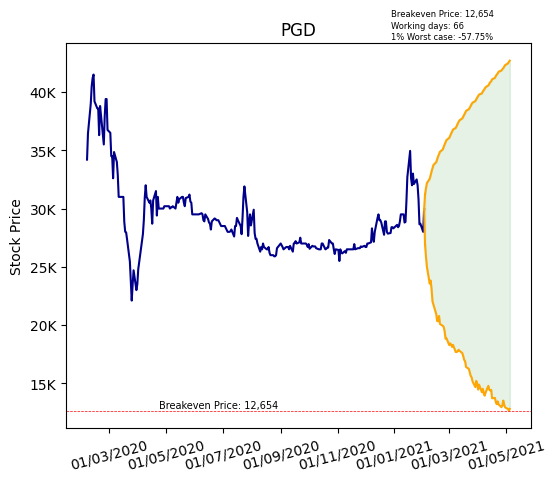 Breakeven Price: 12,654
Working days: 66
1% Worst case: -57.75%
PGD
Stock Price
40K
35K
30K
25K
20K
15K
Breakeven Price: 12,654
01/03/2020
01/05/2020
01/07/2020
01/09/2020
01/11/2020
01/01/2021
01/03/2021
01/05/2021